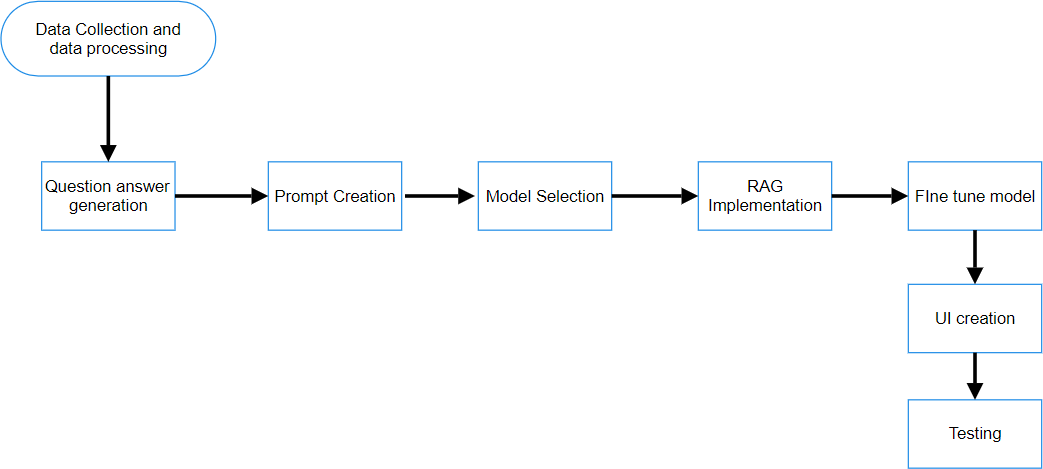 Data Collection and
data processing
Question answer
generation
Prompt Creation
Model Selection
RAG
Implementation
FIne tune model
UI creation
Testing